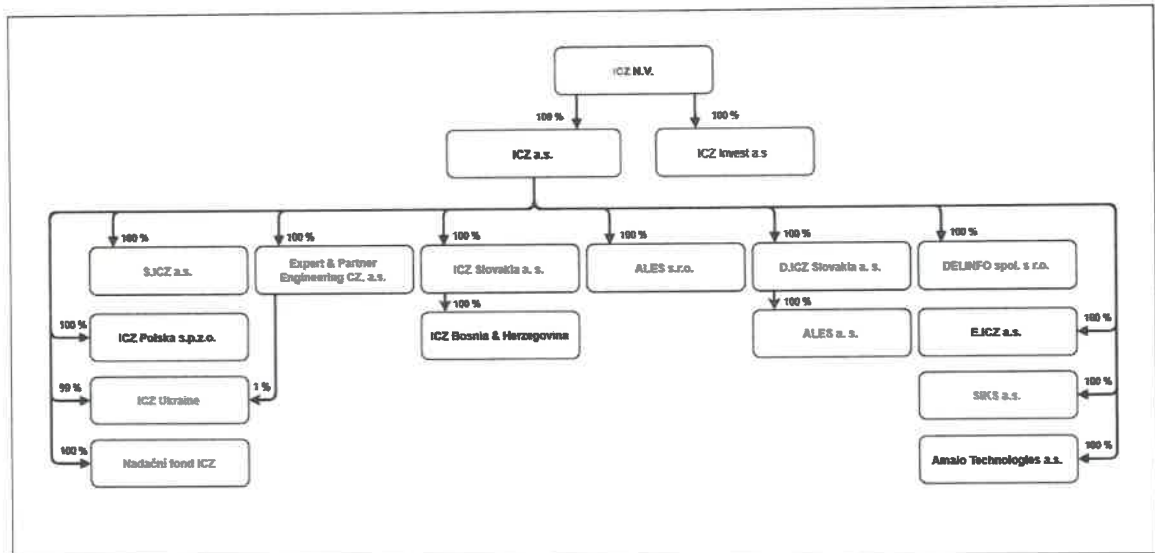 ICZ N.V.
100 %
100 %
ICZ a.s.
ICZ Invest a.s
100 %
100 %
100 %
100 %
100 %
100 %
S.ICZ a.s.
Expert & Partner
Engineering CZ, a.s.
ICZ Slovakia a. s.
ALES s.r.o.
D.ICZ Slovakia a. s.
DELINFO spol. s r.o.
100 %
100 %
100 %
ICZ Polska s.p.z.o.
ICZ Bosnia & Herzegovina
ALES a. s.
E.ICZ a.s.
100 %
99 %
1 %
ICZ Ukraine
SIKS a.s.
100 %
100 %
Nadační fond ICZ
Amaio Technologies a.s.
100 %